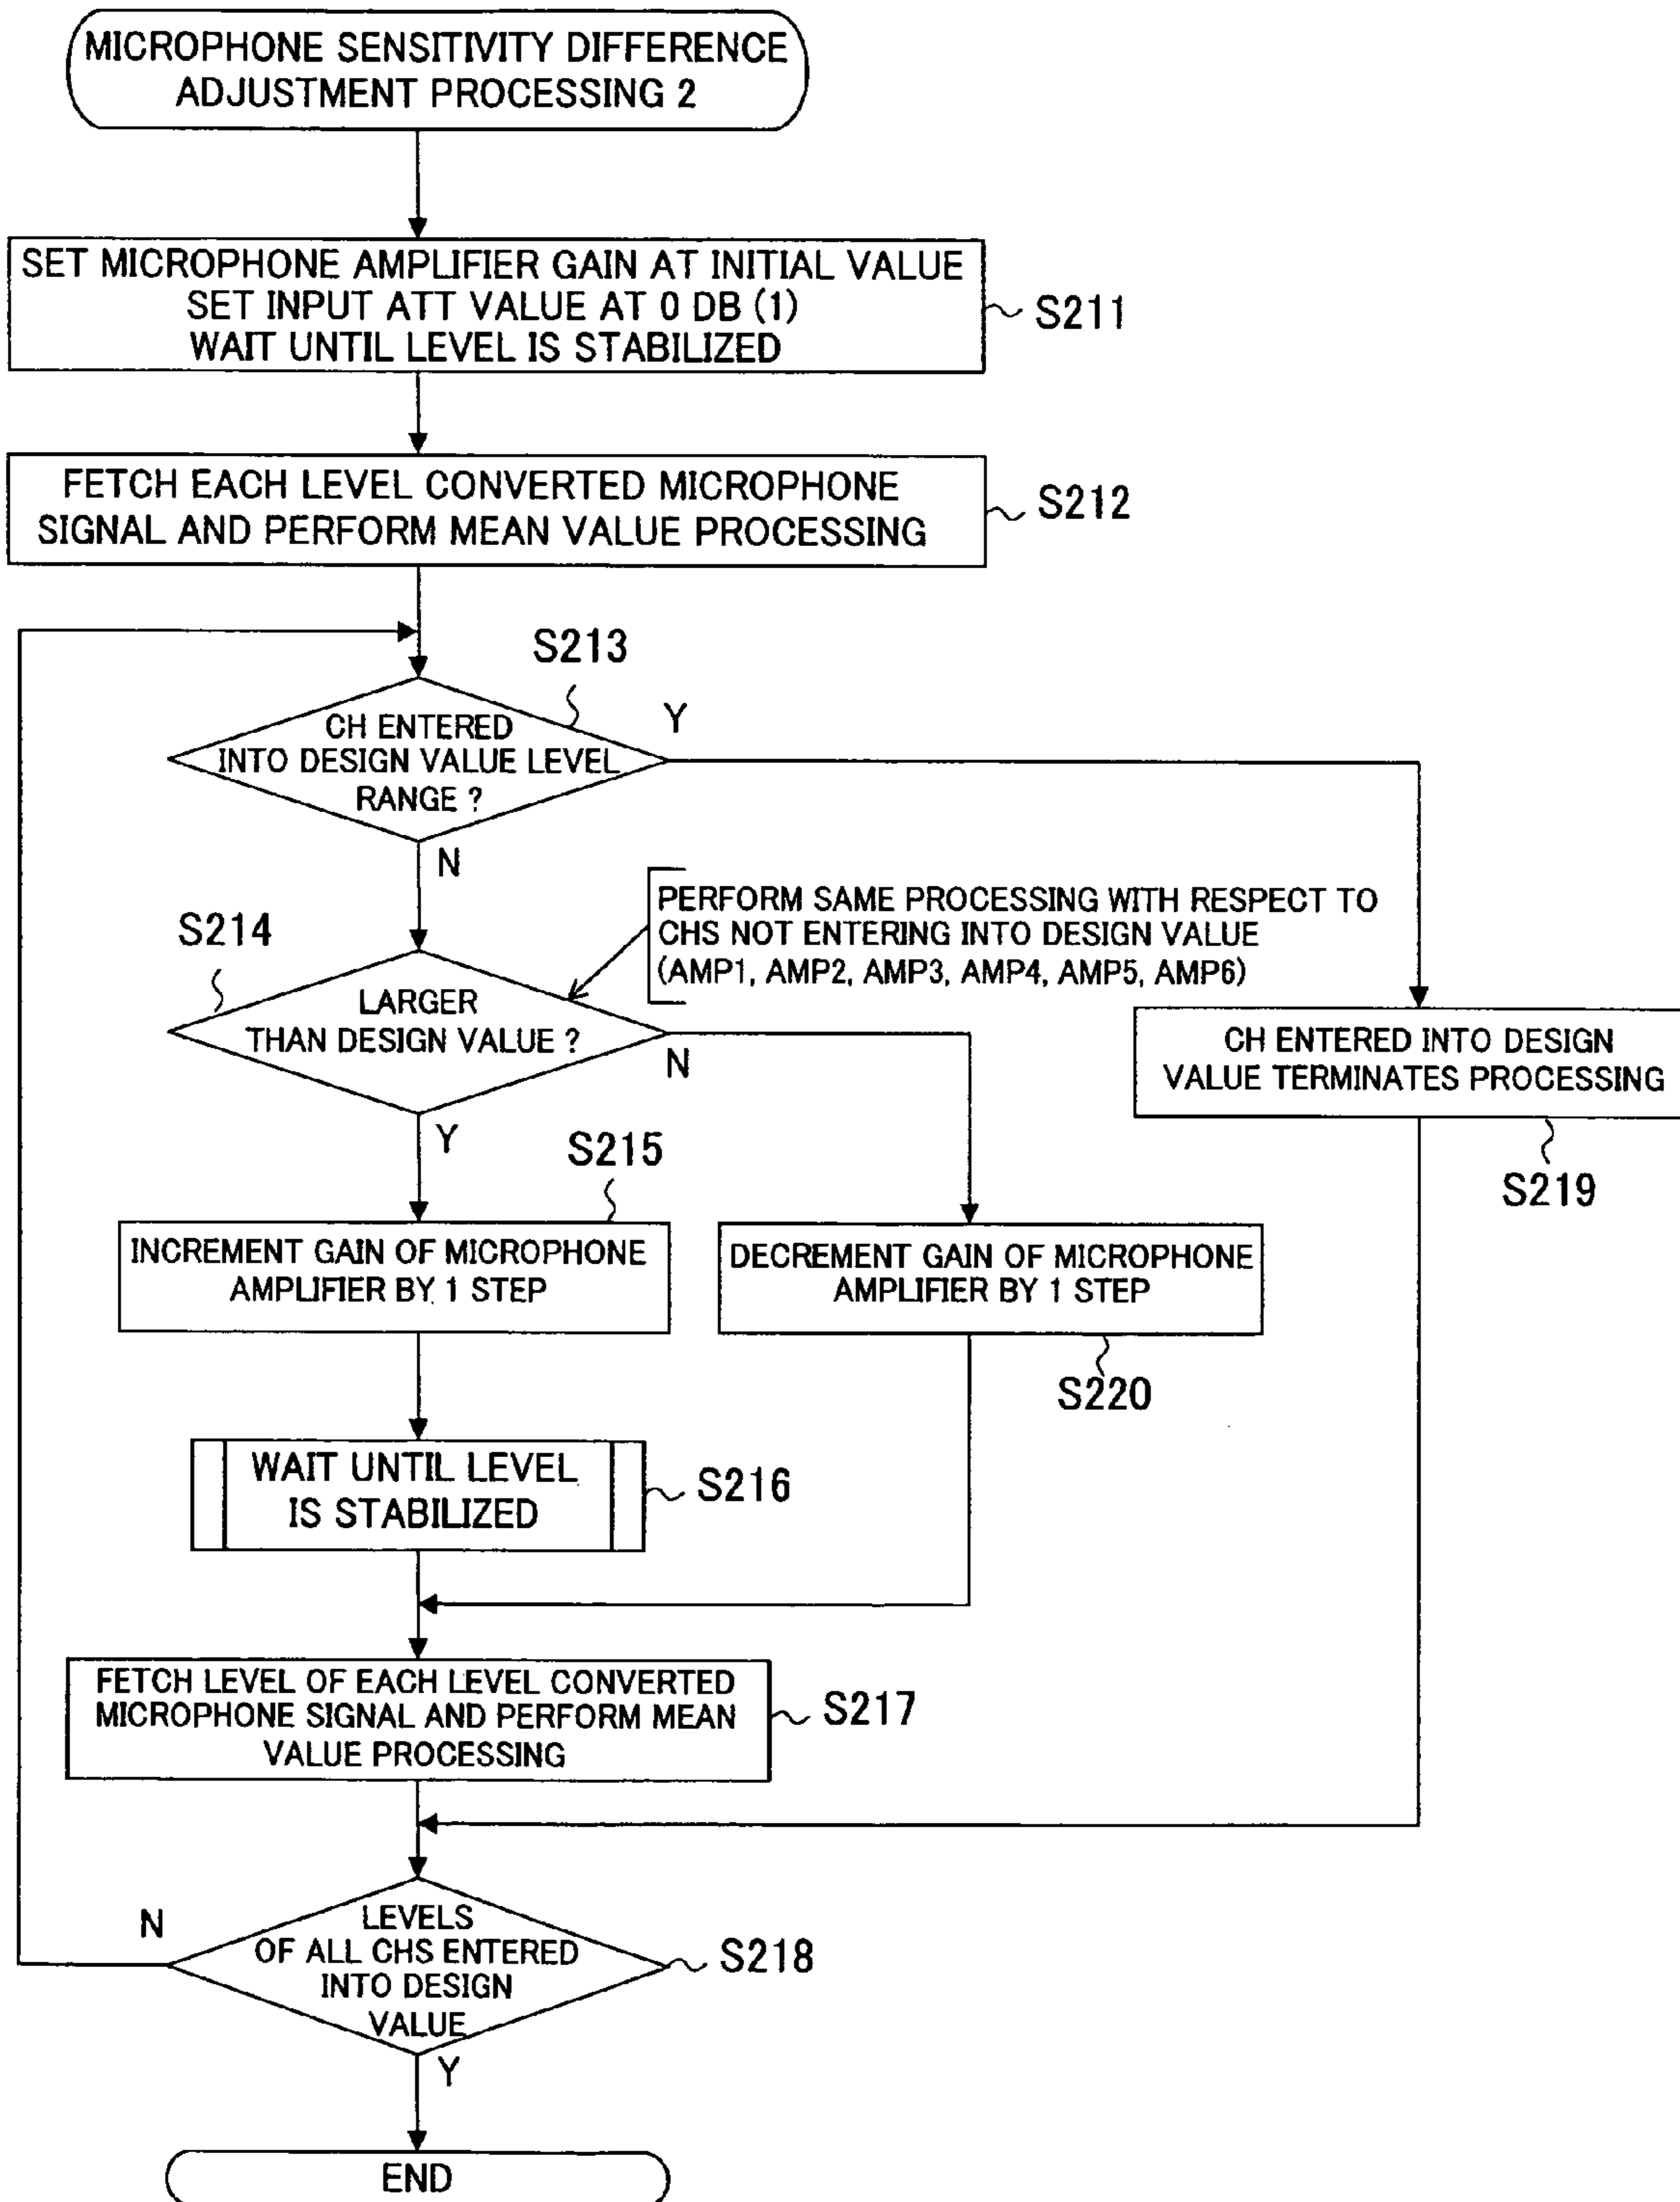 MICROPHONE SENSITIVITY DIFFERENCE
ADJUSTMENT PROCESSING 2
SET MICROPHONE AMPLIFIER GAIN AT INITIAL VALUE
SET INPUT ATT VALUE AT 0 DB (1)
WAIT UNTIL LEVEL IS STABILIZED
S211
FETCH EACH LEVEL CONVERTED MICROPHONE
SIGNAL AND PERFORM MEAN VALUE PROCESSING
S212
S213
CH ENTERED
INTO DESIGN VALUE LEVEL
RANGE ?
Y
N
PERFORM SAME PROCESSING WITH RESPECT TO
CHS NOT ENTERING INTO DESIGN VALUE
(AMP1, AMP2, AMP3, AMP4, AMP5, AMP6)
S214
LARGER
THAN DESIGN VALUE ?
N
Y
CH ENTERED INTO DESIGN
VALUE TERMINATES PROCESSING
S219
S215
INCREMENT GAIN OF MICROPHONE
AMPLIFIER BY 1 STEP
DECREMENT GAIN OF MICROPHONE
AMPLIFIER BY 1 STEP
S220
WAIT UNTIL LEVEL
IS STABILIZED
S216
FETCH LEVEL OF EACH LEVEL CONVERTED
MICROPHONE SIGNAL AND PERFORM MEAN
VALUE PROCESSING
S217
N
LEVELS
OF ALL CHS ENTERED
INTO DESIGN
VALUE
S218
Y
END